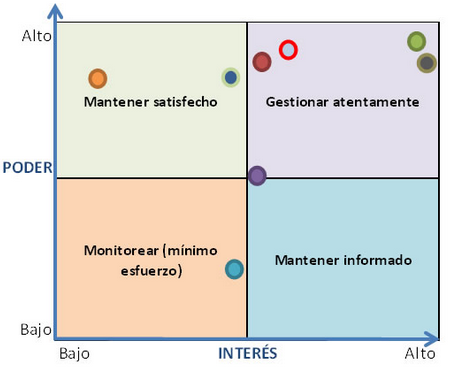 Alto
Mantener satisfecho
Gestionar atentamente
PODER
Monitorear (mínimo
esfuerzo)
Mantener informado
Bajo
Bajo
INTERÉS
Alto